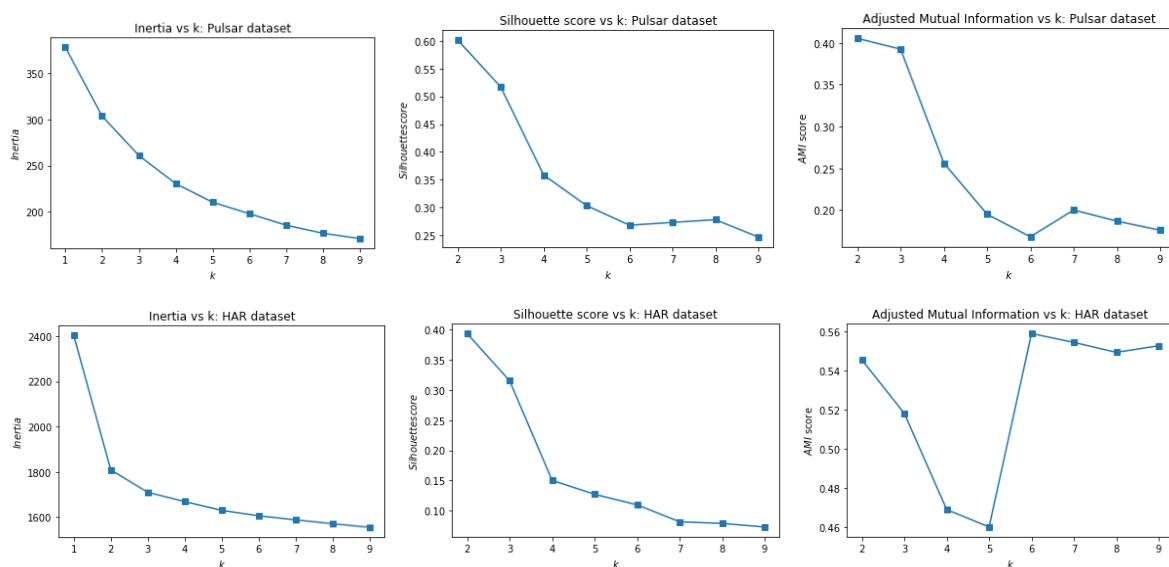 Inertia vs k: Pulsar dataset
350
300
250
200
Inertia
1 2 3 4 5 6 7 8 9
k
Silhouette score vs k: Pulsar dataset
0.60
0.55
0.50
0.45
0.40
0.35
0.30
0.25
Silhouettescore
2 3 4 5 6 7 8 9
k
Adjusted Mutual Information vs k: Pulsar dataset
0.40
0.35
0.30
0.25
0.20
AMI score
2 3 4 5 6 7 8 9
k
Inertia vs k: HAR dataset
2400
2200
2000
1800
1600
Inertia
1 2 3 4 5 6 7 8 9
k
Silhouette score vs k: HAR dataset
0.40
0.35
0.30
0.25
0.20
0.15
0.10
Silhouettescore
2 3 4 5 6 7 8 9
k
Adjusted Mutual Information vs k: HAR dataset
0.56
0.54
0.52
0.50
0.48
0.46
AMI score
2 3 4 5 6 7 8 9
k